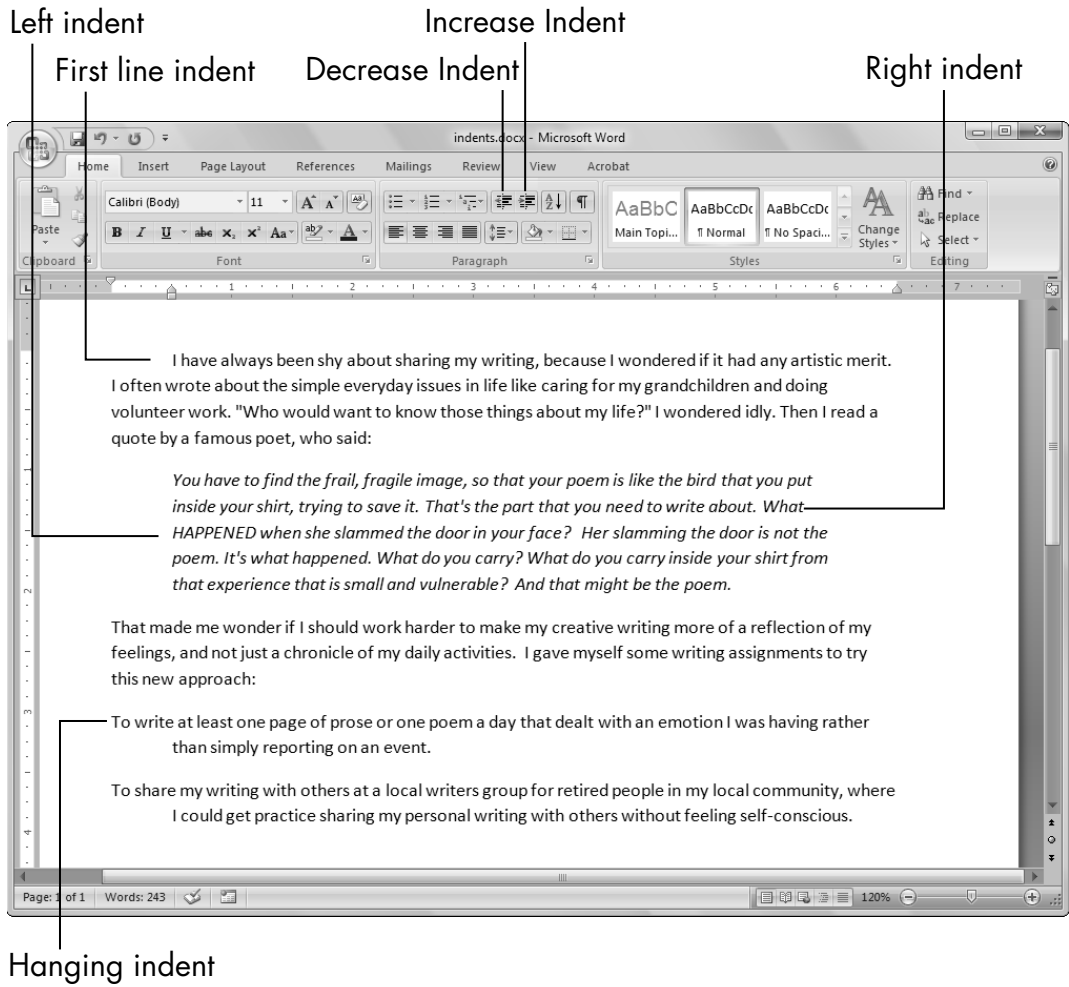 Left indent
Increase Indent
First line indent
Decrease Indent
Right indent
indents.docx - Microsoft Word
Home Insert Page Layout References Mailings Review View Acrobat
Calibri (Body) 11
AaBbC AaBbCcDc AaBbCcDc
Find
Replace
Select
Paste
B I U abc X₂ X² Aa A
Main Topi... ¶ Normal ¶ No Spaci...
Change
Styles
Clipboard Font Paragraph Styles Editing
1 2 3 4 5 6 7
I have always been shy about sharing my writing, because I wondered if it had any artistic merit.
I often wrote about the simple everyday issues in life like caring for my grandchildren and doing
volunteer work. "Who would want to know those things about my life?" I wondered idly. Then I read a
quote by a famous poet, who said:
You have to find the frail, fragile image, so that your poem is like the bird that you put
inside your shirt, trying to save it. That's the part that you need to write about. What
HAPPENED when she slammed the door in your face? Her slamming the door is not the
poem. It's what happened. What do you carry? What do you carry inside your shirt from
that experience that is small and vulnerable? And that might be the poem.
That made me wonder if I should work harder to make my creative writing more of a reflection of my
feelings, and not just a chronicle of my daily activities. I gave myself some writing assignments to try
this new approach:
To write at least one page of prose or one poem a day that dealt with an emotion I was having rather
than simply reporting on an event.
To share my writing with others at a local writers group for retired people in my local community, where
I could get practice sharing my personal writing with others without feeling self-conscious.
Page: 1 of 1 Words: 243 120%
Hanging indent